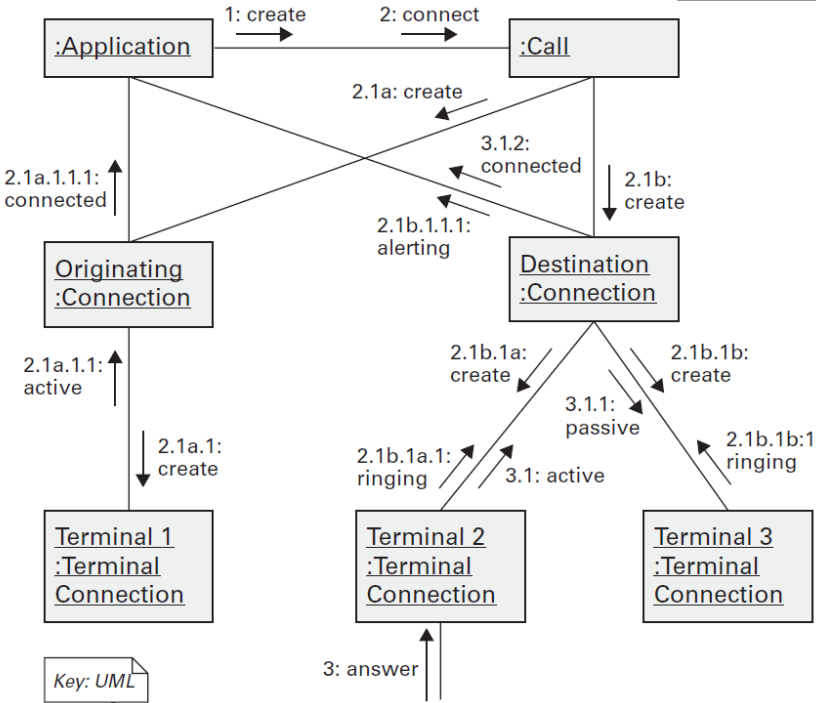 1: create
2: connect
:Application
:Call
2.1a: create
3.1.2:
connected
2.1a.1.1.1:
connected
2.1b:
create
2.1b.1.1.1:
alerting
Originating
:Connection
Destination
:Connection
2.1a.1.1:
active
2.1b.1a:
create
2.1b.1b:
create
3.1.1:
passive
2.1a.1:
create
2.1b.1a.1:
ringing
3.1: active
2.1b.1b:1
ringing
Terminal 1
:Terminal
Connection
Terminal 2
:Terminal
Connection
Terminal 3
:Terminal
Connection
3: answer
Key: UML